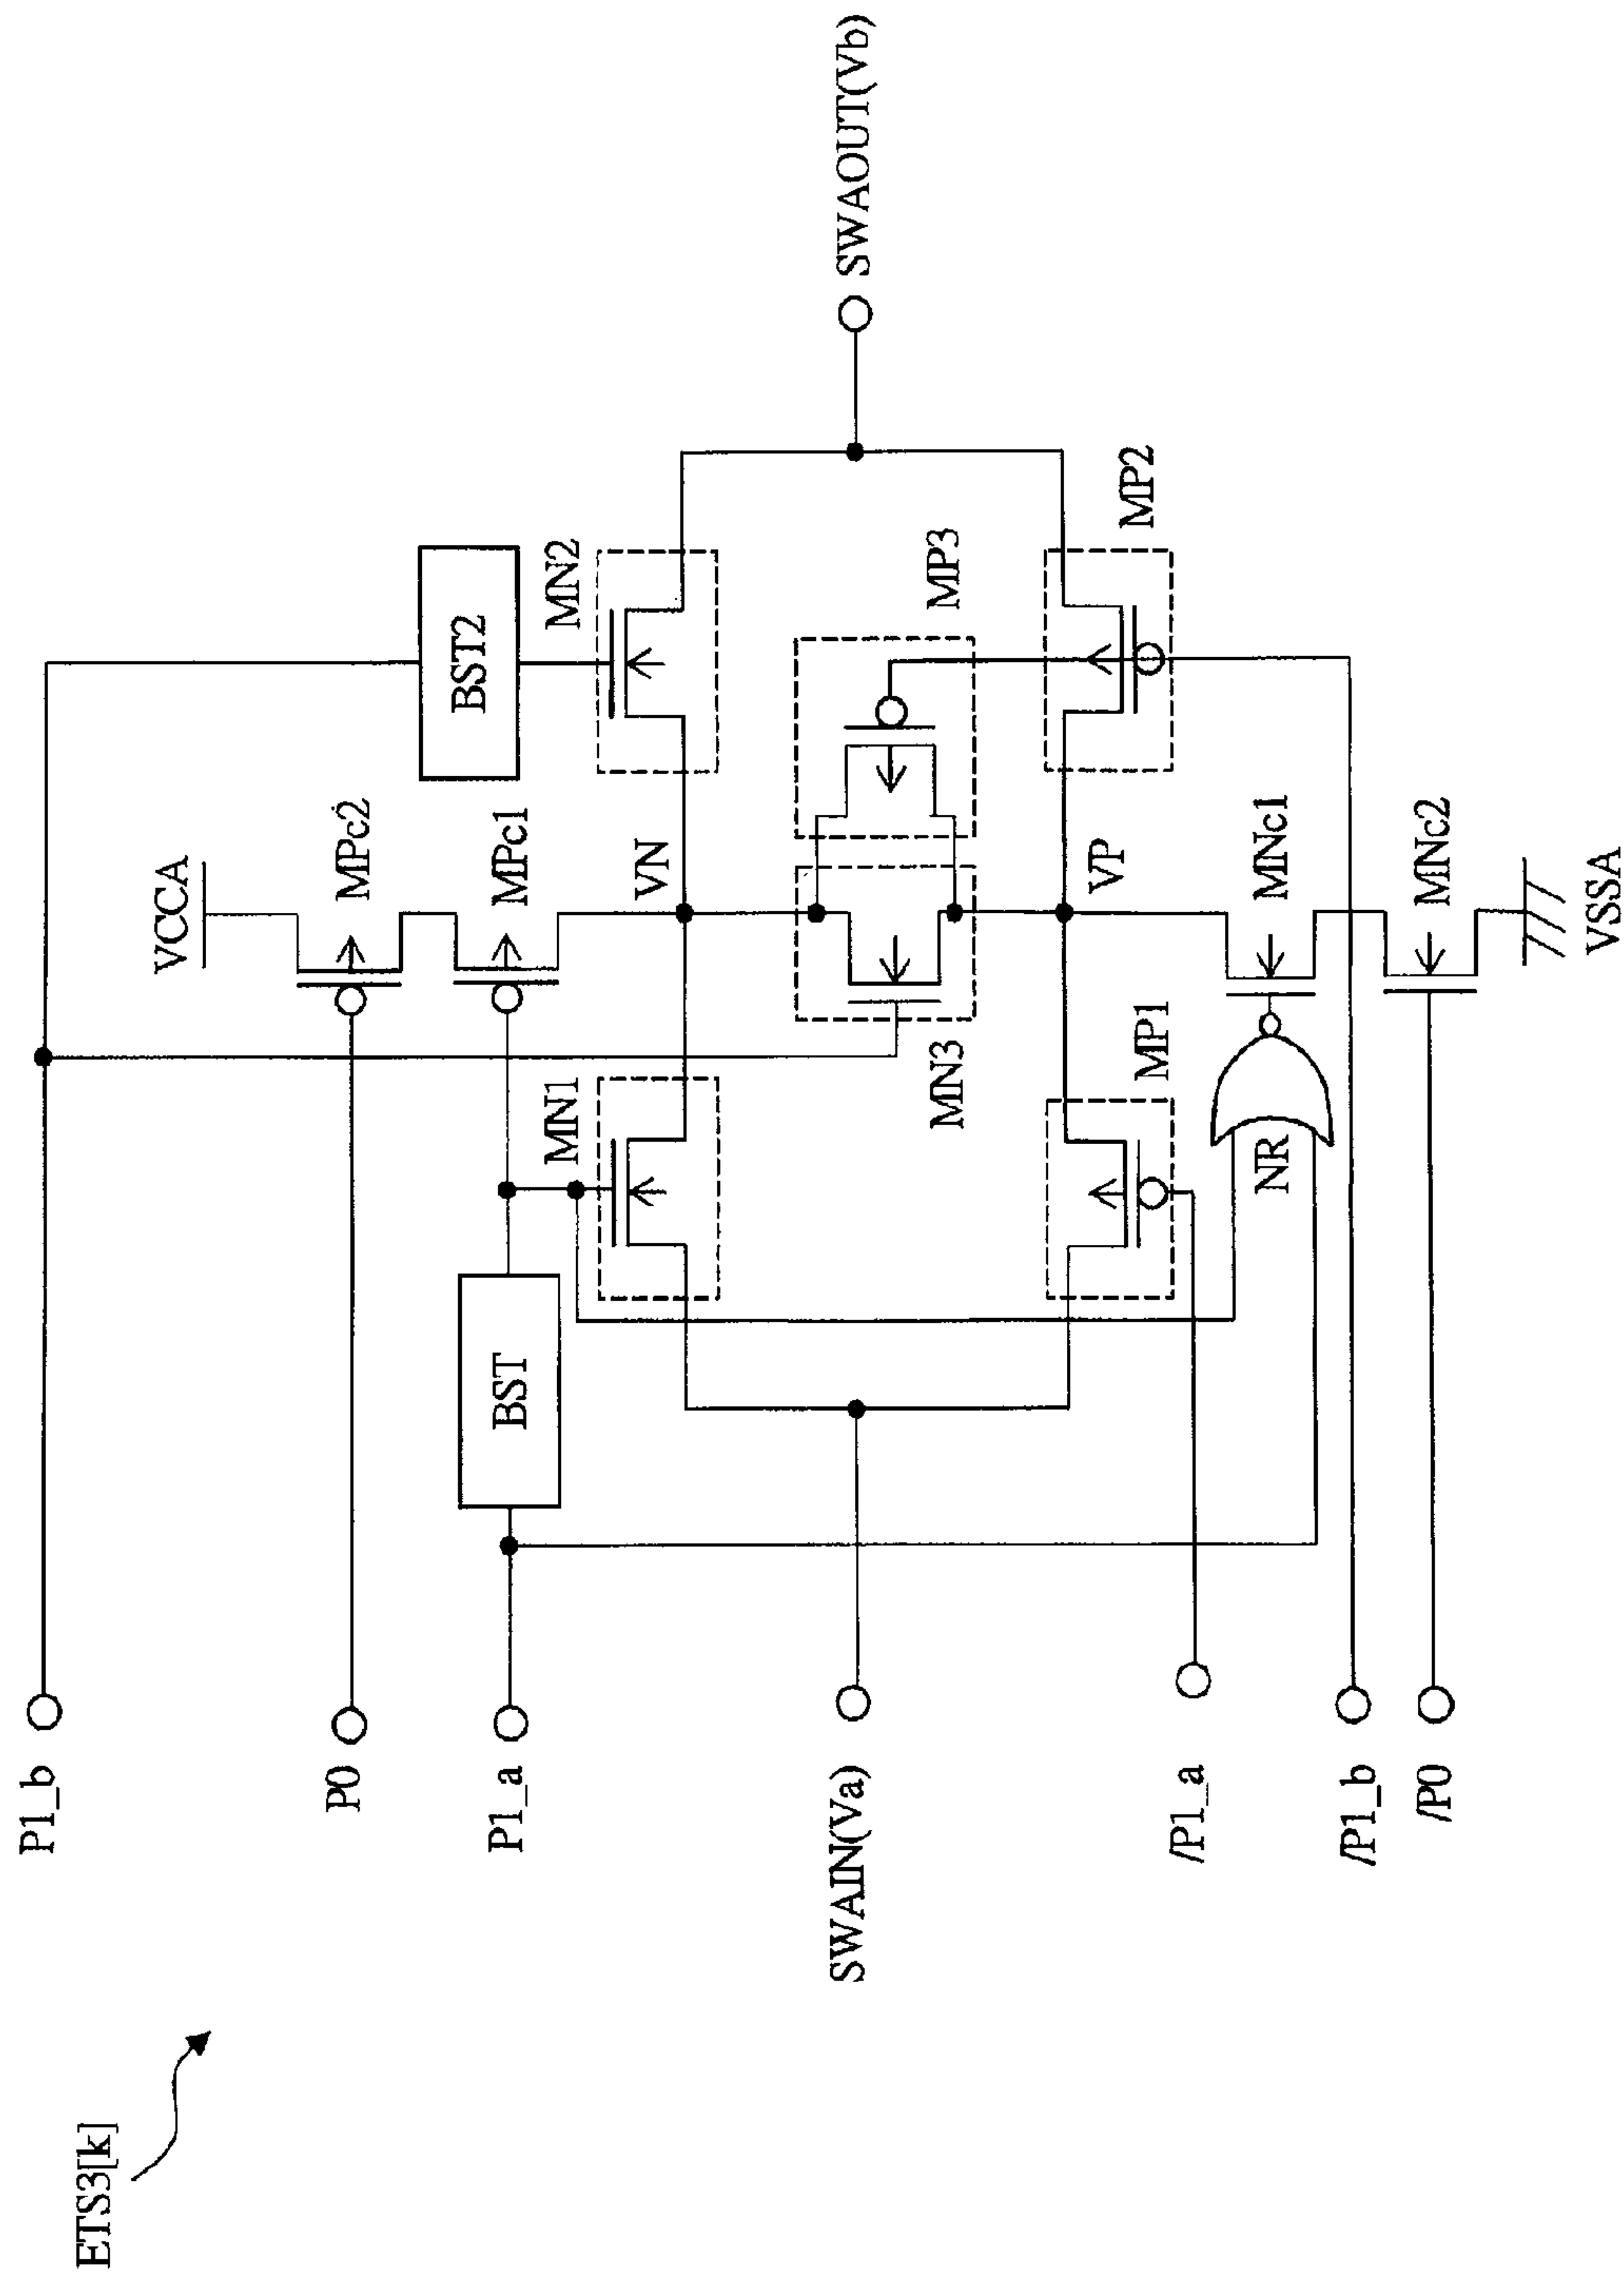 ETS3[k]
P1_b
P0
P1_a
SWAIN(Va)
/P1_a
/P1_b
/P0
VCCA
MPc2
MPc1
BST
BST2
MN1
MN2
VN
MN3
MP3
VP
MP1
MP2
NR
MNc1
MNc2
VSSA
SWAOUT(Vb)